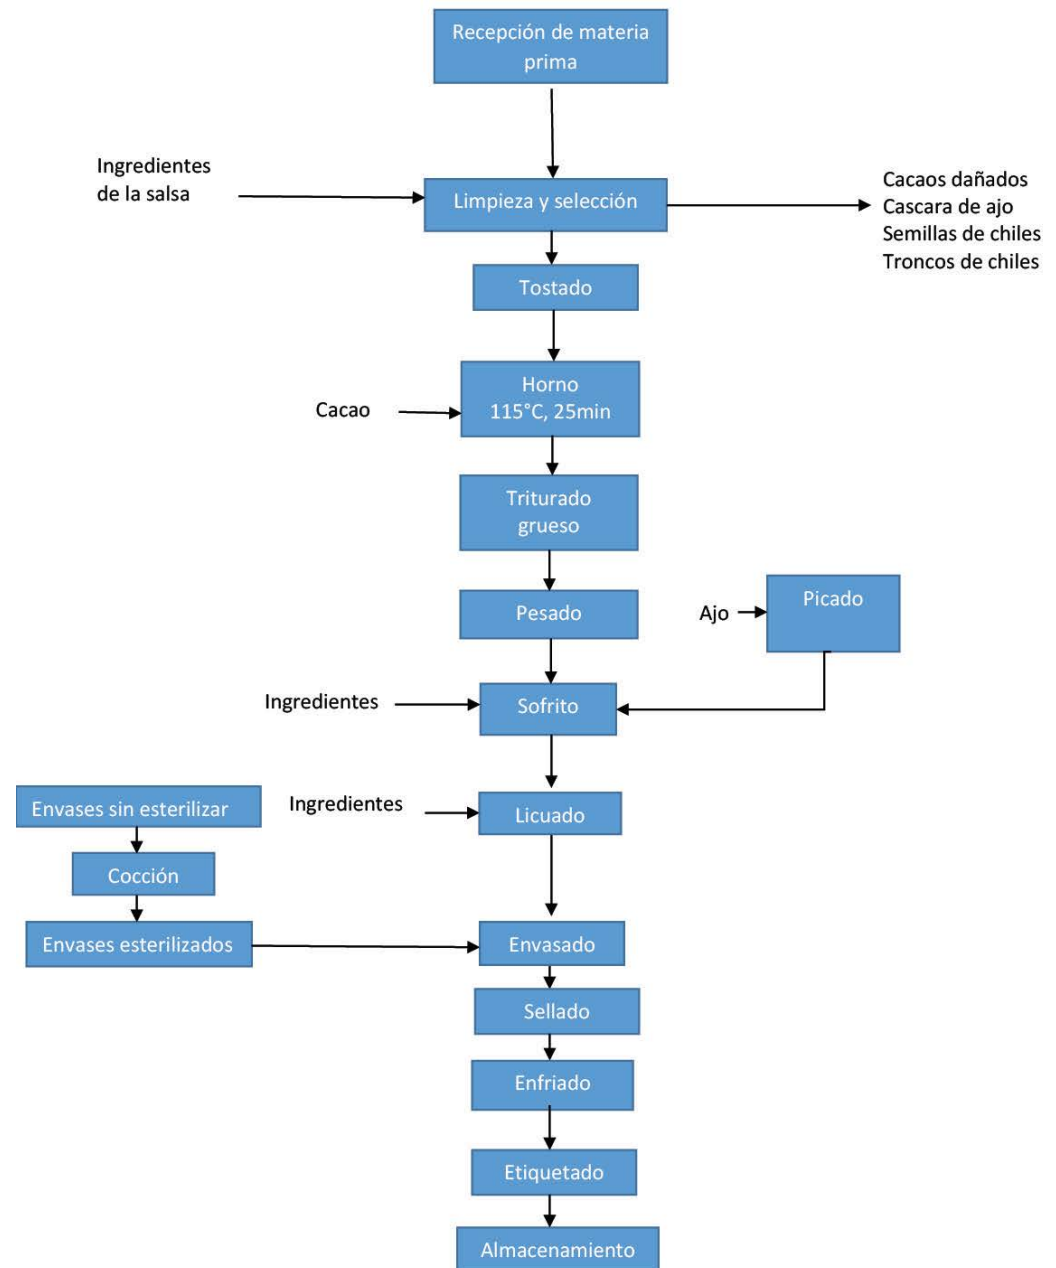 Recepción de materia
prima
Ingredientes
de la salsa
Limpieza y selección
Cacaos dañados
Cascara de ajo
Semillas de chiles
Troncos de chiles
Tostado
Horno
115°C, 25min
Cacao
Triturado
grueso
Pesado
Ajo
Picado
Ingredientes
Sofrito
Envases sin esterilizar
Ingredientes
Licuado
Cocción
Envases esterilizados
Envasado
Sellado
Enfriado
Etiquetado
Almacenamiento